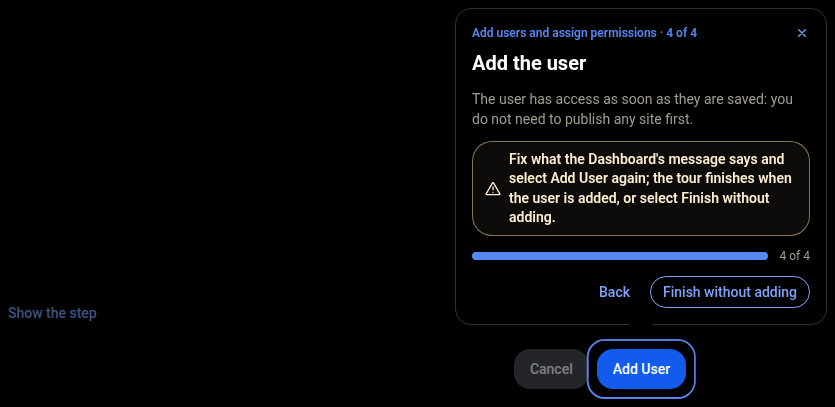 Add users and assign permissions · 4 of 4
Add the user
The user has access as soon as they are saved: you
do not need to publish any site first.
Fix what the Dashboard's message says and
select Add User again; the tour finishes when
the user is added, or select Finish without
adding.
4 of 4
Back
Finish without adding
Show the step
Cancel
Add User